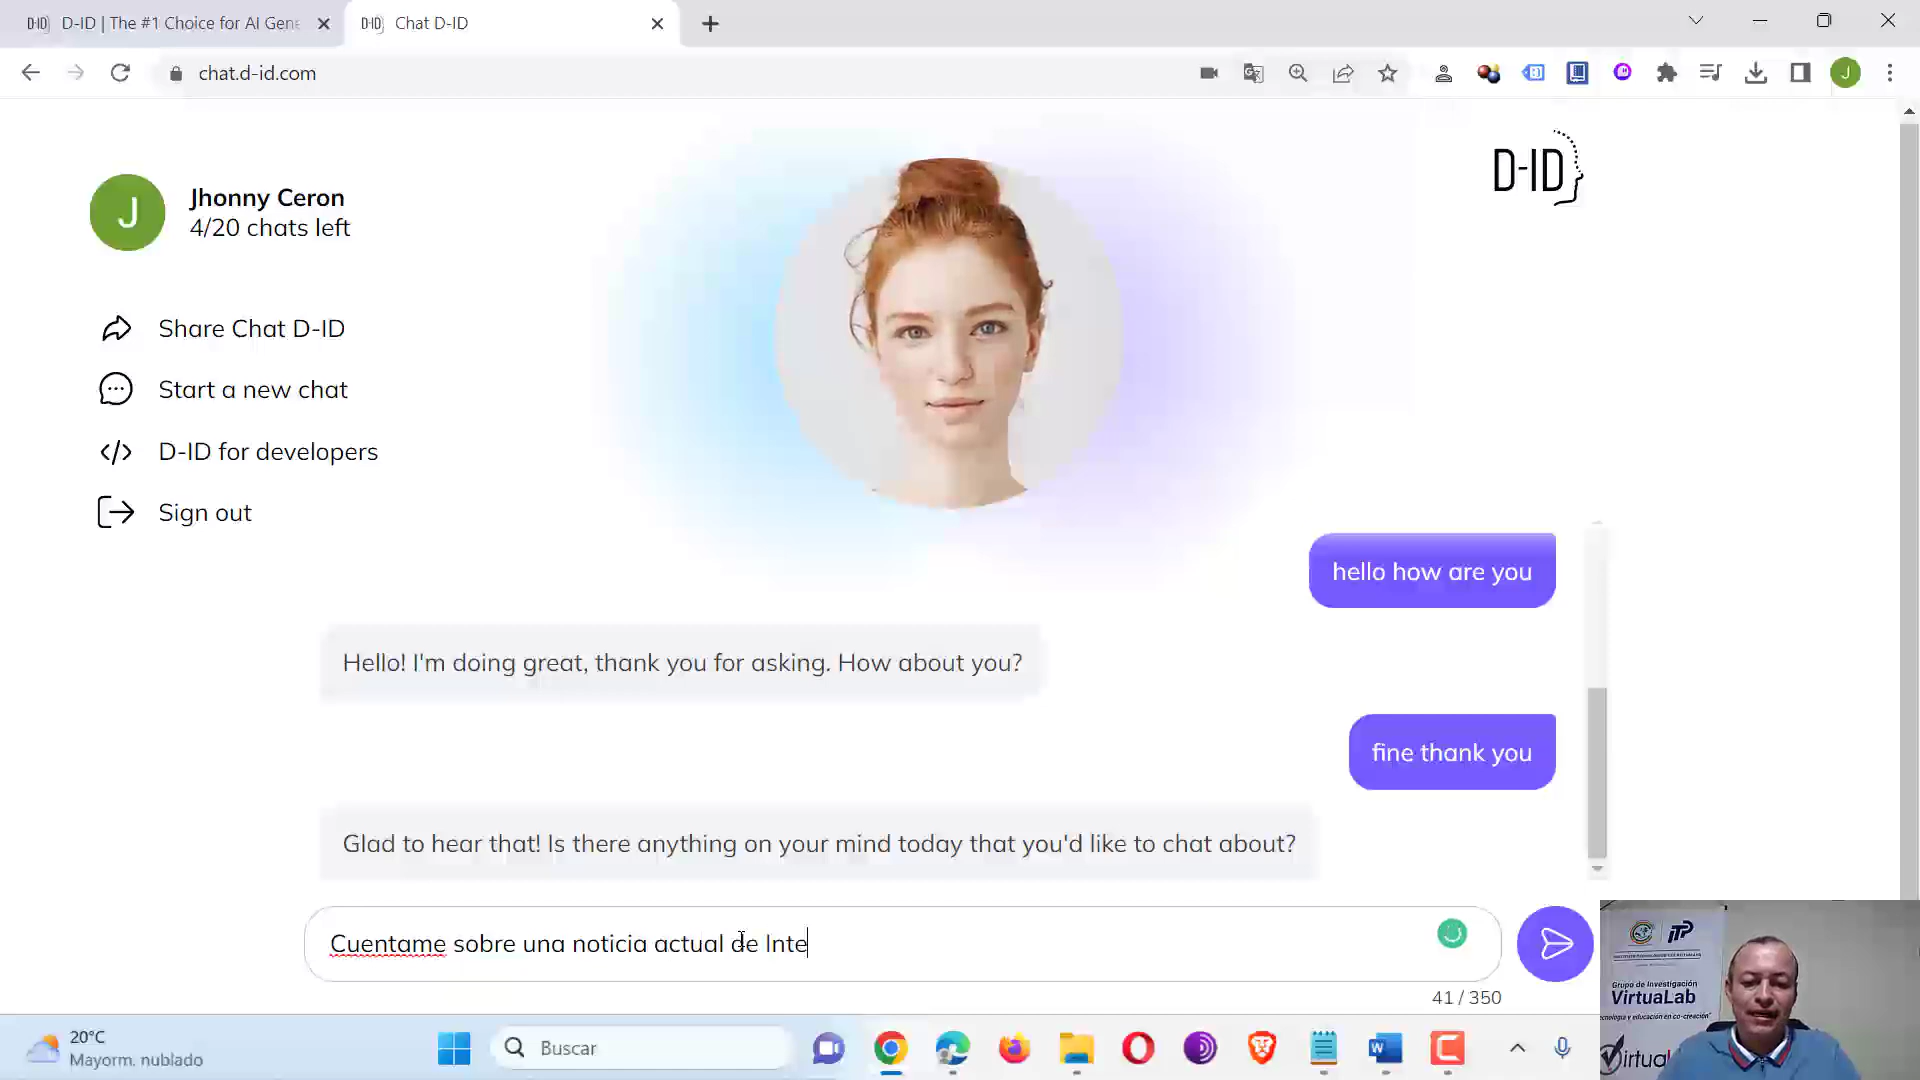 D-ID | The #1 Choice for AI Gene
Chat D-ID
chat.d-id.com
J
D-ID
J
Jhonny Ceron
4/20 chats left
Share Chat D-ID
Start a new chat
D-ID for developers
Sign out
hello how are you
Hello! I'm doing great, thank you for asking. How about you?
fine thank you
Glad to hear that! Is there anything on your mind today that you'd like to chat about?
Cuentame sobre una noticia actual de Inte
41 / 350
iTP
Grupo de Investigación
VirtuaLab
20°C
Mayorm. nublado
Buscar